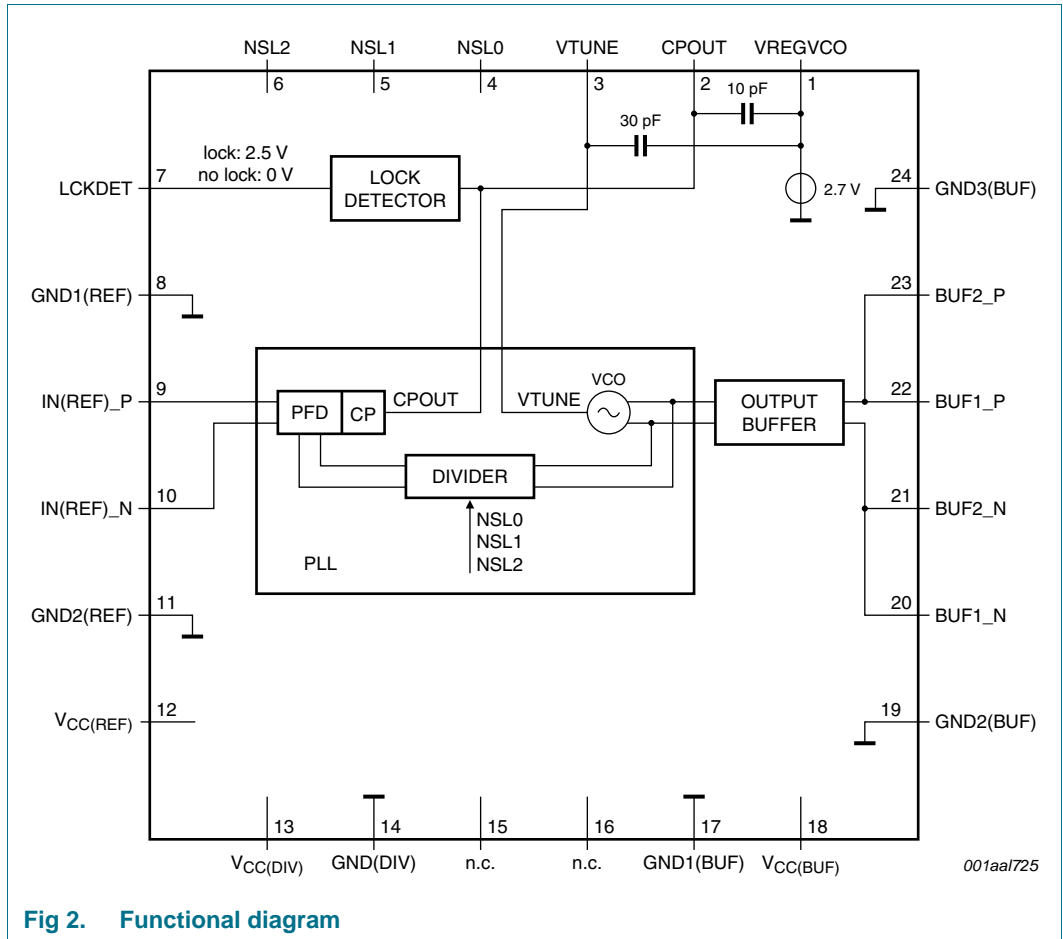 NSL2 NSL1 NSL0 VTUNE CPOUT VREGVCO
6 5 4 3 2 1
10 pF
30 pF
lock: 2.5 V
no lock: 0 V
7
LCKDET
LOCK
DETECTOR
2.7 V
24
GND3(BUF)
8
GND1(REF)
23
BUF2_P
9
IN(REF)_P
PFD CP
CPOUT
VTUNE
VCO
OUTPUT
BUFFER
22
BUF1_P
DIVIDER
10
IN(REF)_N
NSL0
NSL1
NSL2
PLL
21
BUF2_N
11
GND2(REF)
20
BUF1_N
12
VCC(REF)
19
GND2(BUF)
13 14 15 16 17 18
VCC(DIV) GND(DIV) n.c. n.c. GND1(BUF) VCC(BUF)
001aal725
Fig 2. Functional diagram